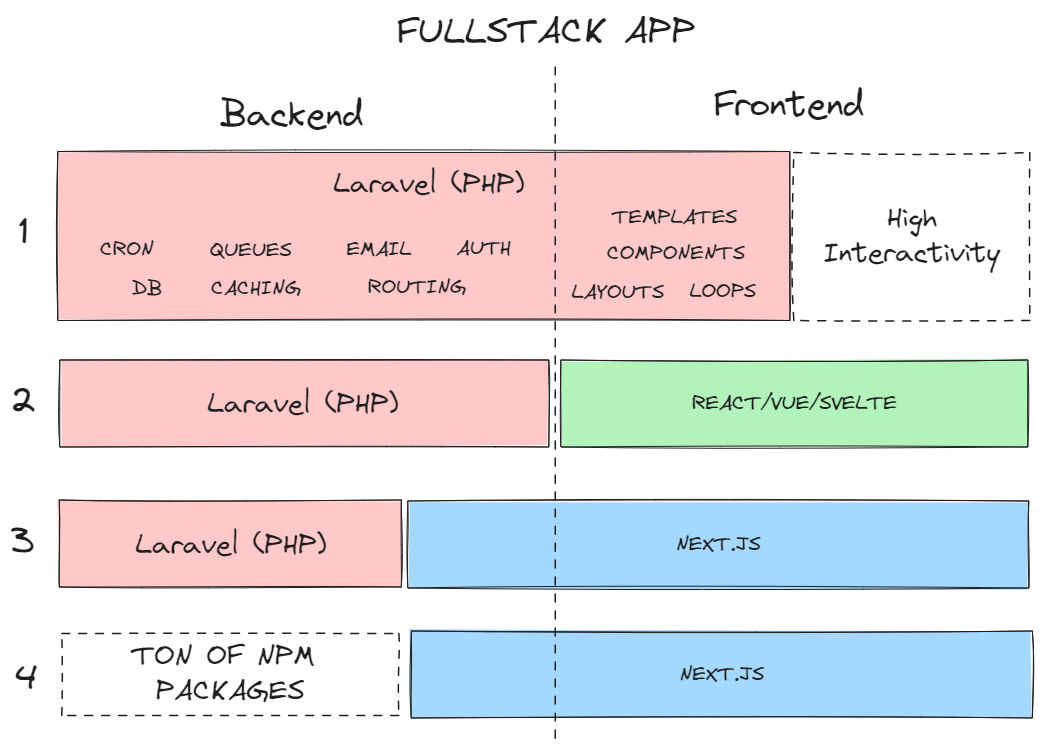 FULLSTACK APP
Backend
Frontend
1
Laravel (PHP)
CRON QUEUES EMAIL AUTH
DB CACHING ROUTING
TEMPLATES
COMPONENTS
LAYOUTS LOOPS
High
Interactivity
2
Laravel (PHP)
REACT/VUE/SVELTE
3
Laravel (PHP)
NEXT.JS
4
TON OF NPM
PACKAGES
NEXT.JS